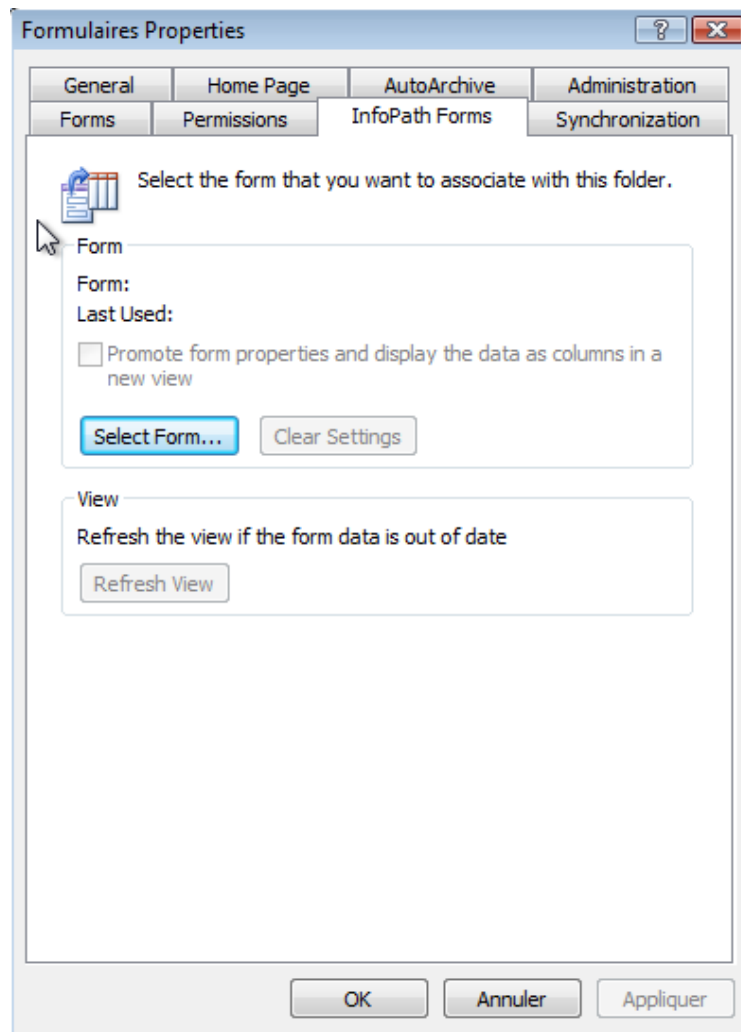 Formulaires Properties
General Home Page AutoArchive Administration
Forms Permissions InfoPath Forms Synchronization
Select the form that you want to associate with this folder.
Form
Form:
Last Used:
Promote form properties and display the data as columns in a
new view
Select Form... Clear Settings
View
Refresh the view if the form data is out of date
Refresh View
OK Annuler Appliquer